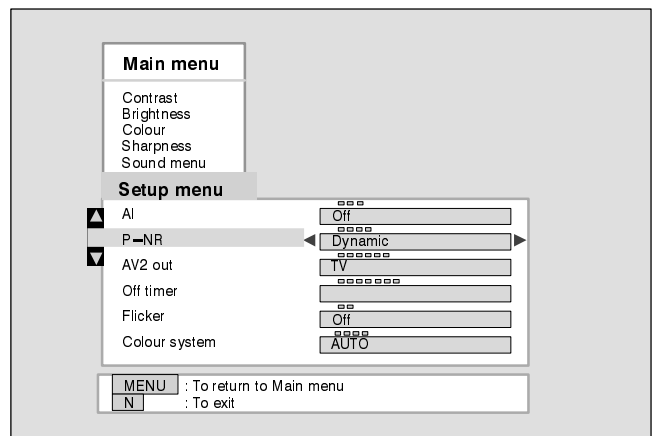 Main menu
Contrast
Brightness
Colour
Sharpness
Sound menu
Setup menu
AI Off
P-NR Dynamic
AV2 out TV
Off timer
Flicker Off
Colour system AUTO
MENU : To return to Main menu
N : To exit